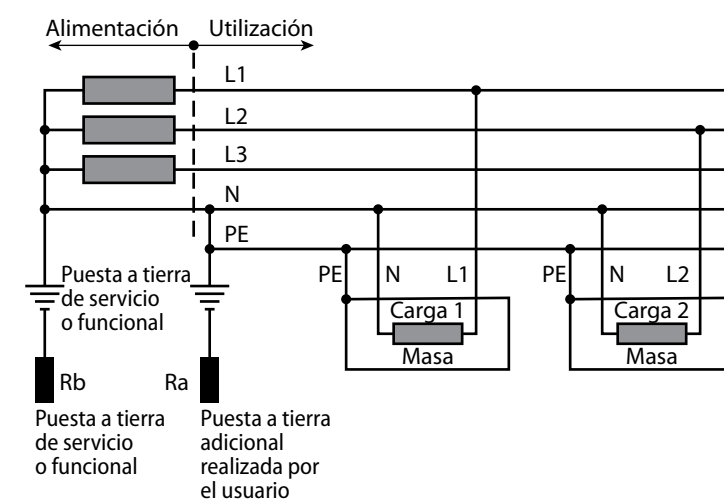 Alimentación Utilización
L1
L2
L3
N
PE
Puesta a tierra
de servicio
o funcional
PE N L1
Carga 1
Masa
PE N L2
Carga 2
Masa
Rb
Ra
Puesta a tierra
de servicio
o funcional
Puesta a tierra
adicional
realizada por
el usuario